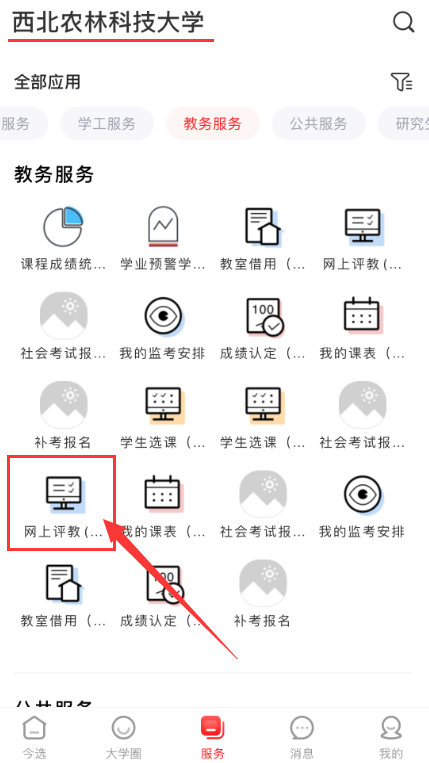 西北农林科技大学
全部应用
服务 学工服务 教务服务 公共服务 研究生
教务服务
课程成绩统... 学业预警学... 教室借用（... 网上评教(...
社会考试报... 我的监考安排 成绩认定（... 我的课表（...
补考报名 学生选课（... 学生选课（... 社会考试报...
网上评教(... 我的课表（... 社会考试报... 我的监考安排
教室借用（... 成绩认定（... 补考报名
公共服务
今选 大学圈 服务 消息 我的